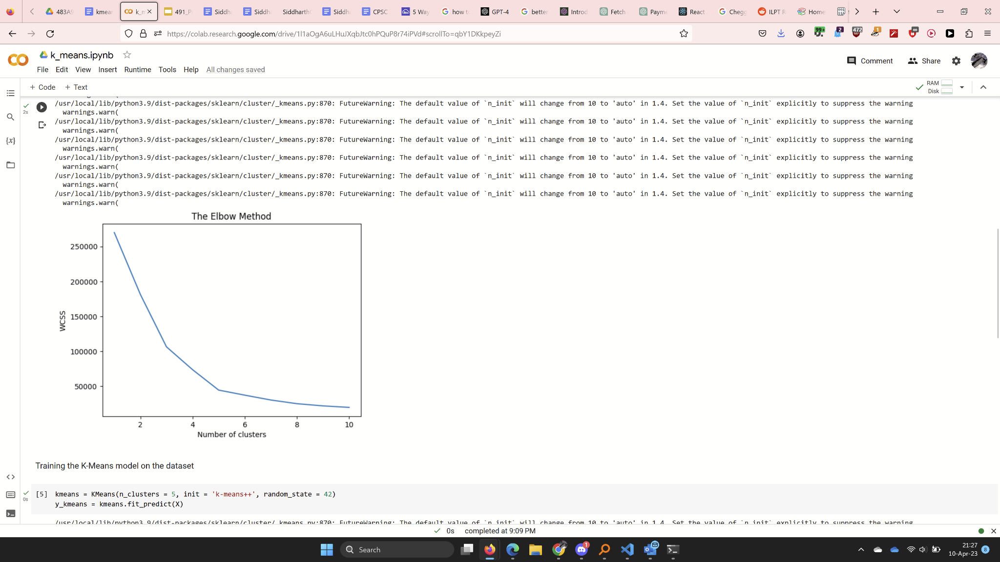 483A
kmear
k_m
491_P
Siddh
Siddh
Siddharth
Siddh
CPSC
5 Way
how to
GPT-4
better
Introd
Fetch
Payme
React
Chegg
ILPT R
Home
https://colab.research.google.com/drive/1l1aOgA6uLHuJXqbJtc0hPQuP8r74iPVd#scrollTo=qbY1DKkpeyZi
99+
2
472
1
k_means.ipynb
Comment
Share
File Edit View Insert Runtime Tools Help All changes saved
+ Code + Text
RAM
Disk
2s
/usr/local/lib/python3.9/dist-packages/sklearn/cluster/_kmeans.py:870: FutureWarning: The default value of `n_init` will change from 10 to 'auto' in 1.4. Set the value of `n_init` explicitly to suppress the warning
warnings.warn(
/usr/local/lib/python3.9/dist-packages/sklearn/cluster/_kmeans.py:870: FutureWarning: The default value of `n_init` will change from 10 to 'auto' in 1.4. Set the value of `n_init` explicitly to suppress the warning
warnings.warn(
/usr/local/lib/python3.9/dist-packages/sklearn/cluster/_kmeans.py:870: FutureWarning: The default value of `n_init` will change from 10 to 'auto' in 1.4. Set the value of `n_init` explicitly to suppress the warning
warnings.warn(
/usr/local/lib/python3.9/dist-packages/sklearn/cluster/_kmeans.py:870: FutureWarning: The default value of `n_init` will change from 10 to 'auto' in 1.4. Set the value of `n_init` explicitly to suppress the warning
warnings.warn(
/usr/local/lib/python3.9/dist-packages/sklearn/cluster/_kmeans.py:870: FutureWarning: The default value of `n_init` will change from 10 to 'auto' in 1.4. Set the value of `n_init` explicitly to suppress the warning
warnings.warn(
/usr/local/lib/python3.9/dist-packages/sklearn/cluster/_kmeans.py:870: FutureWarning: The default value of `n_init` will change from 10 to 'auto' in 1.4. Set the value of `n_init` explicitly to suppress the warning
warnings.warn(
The Elbow Method
250000
200000
150000
100000
50000
WCSS
2 4 6 8 10
Number of clusters
Training the K-Means model on the dataset
0s
[5] kmeans = KMeans(n_clusters = 5, init = 'k-means++', random_state = 42)
y_kmeans = kmeans.fit_predict(X)
/usr/local/lib/python3.9/dist-packages/sklearn/cluster/_kmeans.py:870: FutureWarning: The default value of `n_init` will change from 10 to 'auto' in 1.4. Set the value of `n_init` explicitly to suppress the warning
0s completed at 9:09 PM
Search
1
21:27
10-Apr-23
8